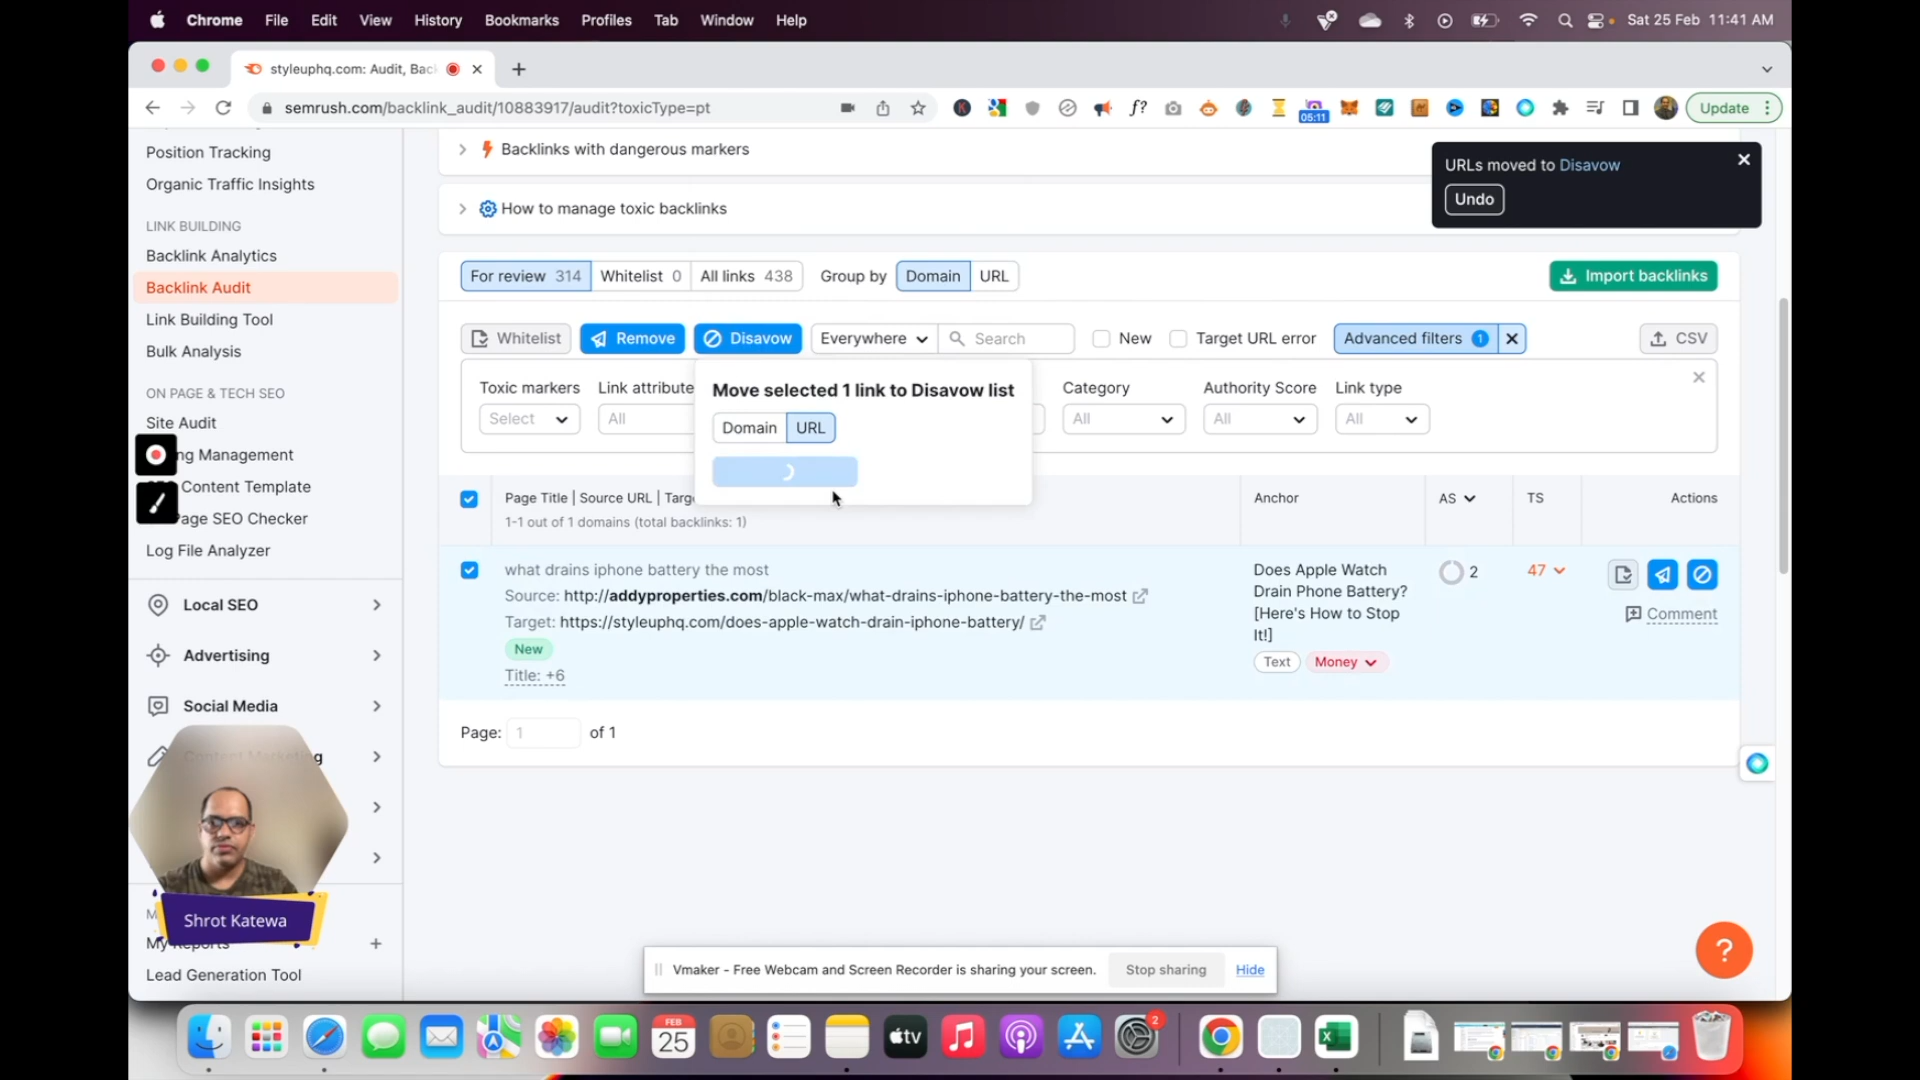 Chrome File Edit View History Bookmarks Profiles Tab Window Help Sat 25 Feb 11:41 AM
styleuphq.com: Audit, Bac
semrush.com/backlink_audit/10883917/audit?toxicType=pt f? 05:11 Update
Position Tracking
Organic Traffic Insights
LINK BUILDING
Backlink Analytics
Backlink Audit
Link Building Tool
Bulk Analysis
ON PAGE & TECH SEO
Site Audit
ng Management
Content Template
age SEO Checker
Log File Analyzer
Local SEO
Advertising
Social Media
Shrot Katewa
My Reports
Lead Generation Tool
Backlinks with dangerous markers
How to manage toxic backlinks
URLs moved to Disavow
Undo
For review 314 Whitelist 0 All links 438 Group by Domain URL Import backlinks
Whitelist Remove Disavow Everywhere Search New Target URL error Advanced filters 1 CSV
Toxic markers Link attribute Category Authority Score Link type
Select All All All All
Move selected 1 link to Disavow list
Domain URL
Page Title | Source URL | Targ Anchor AS TS Actions
1-1 out of 1 domains (total backlinks: 1)
what drains iphone battery the most
Source: http://addyproperties.com/black-max/what-drains-iphone-battery-the-most
Target: https://styleuphq.com/does-apple-watch-drain-iphone-battery/
New
Title: +6
Does Apple Watch
Drain Phone Battery?
[Here's How to Stop
It!]
Text Money
2
47
Comment
Page: 1 of 1
?
Vmaker - Free Webcam and Screen Recorder is sharing your screen. Stop sharing Hide
FEB
25
tv
2